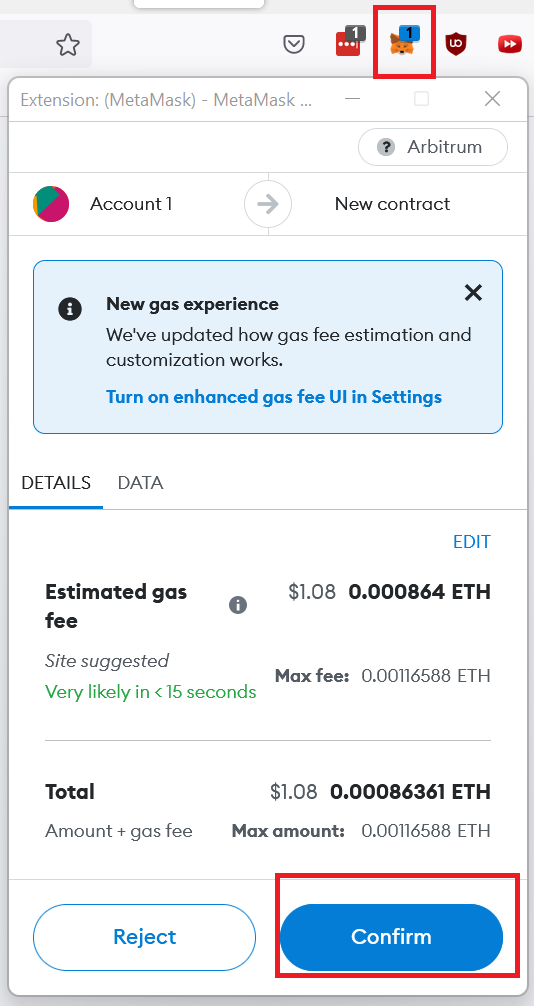 1
1
UO
Extension: (MetaMask) - MetaMask ...
? Arbitrum
Account 1
New contract
New gas experience
We've updated how gas fee estimation and
customization works.
Turn on enhanced gas fee UI in Settings
DETAILS
DATA
EDIT
Estimated gas
fee
$1.08 0.000864 ETH
Site suggested
Very likely in < 15 seconds
Max fee: 0.00116588 ETH
Total
$1.08 0.00086361 ETH
Amount + gas fee
Max amount: 0.00116588 ETH
Reject
Confirm